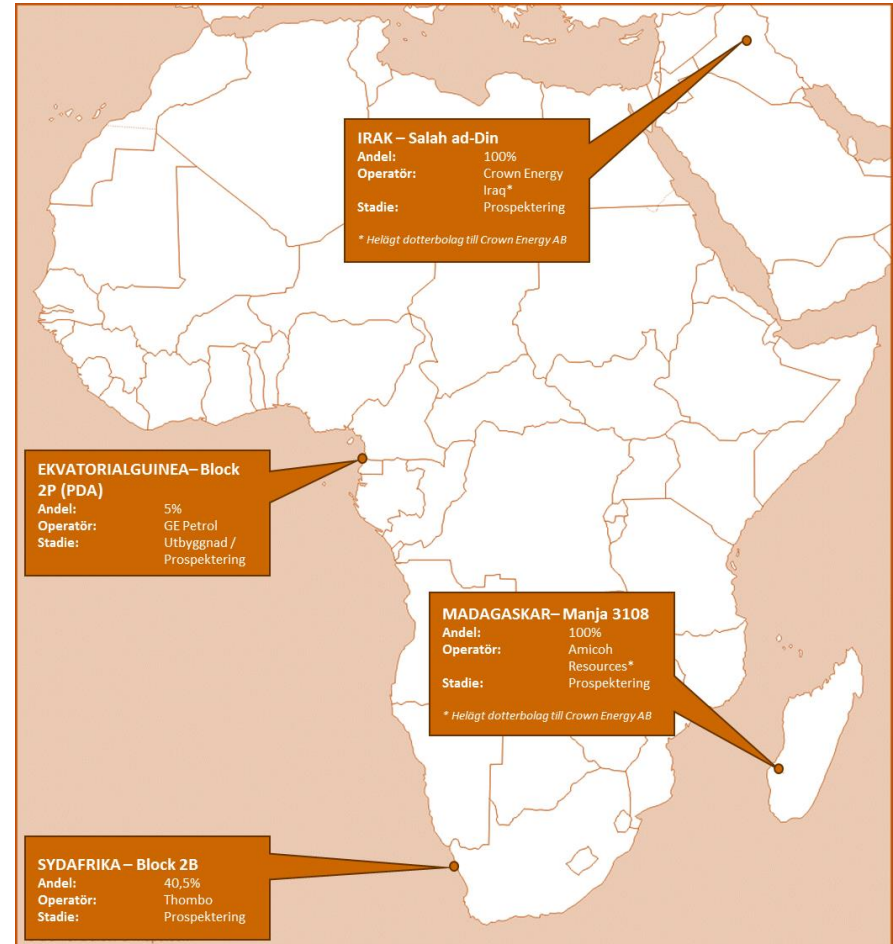 IRAK – Salah ad-Din
Andel: 100%
Operatör: Crown Energy
Iraq*
Stadie: Prospektering
* Helägt dotterbolag till Crown Energy AB
EKVATORIALGUINEA– Block
2P (PDA)
Andel: 5%
Operatör: GE Petrol
Stadie: Utbyggnad /
Prospektering
MADAGASKAR– Manja 3108
Andel: 100%
Operatör: Amicoh
Resources*
Stadie: Prospektering
* Helägt dotterbolag till Crown Energy AB
SYDAFRIKA – Block 2B
Andel: 40,5%
Operatör: Thombo
Stadie: Prospektering